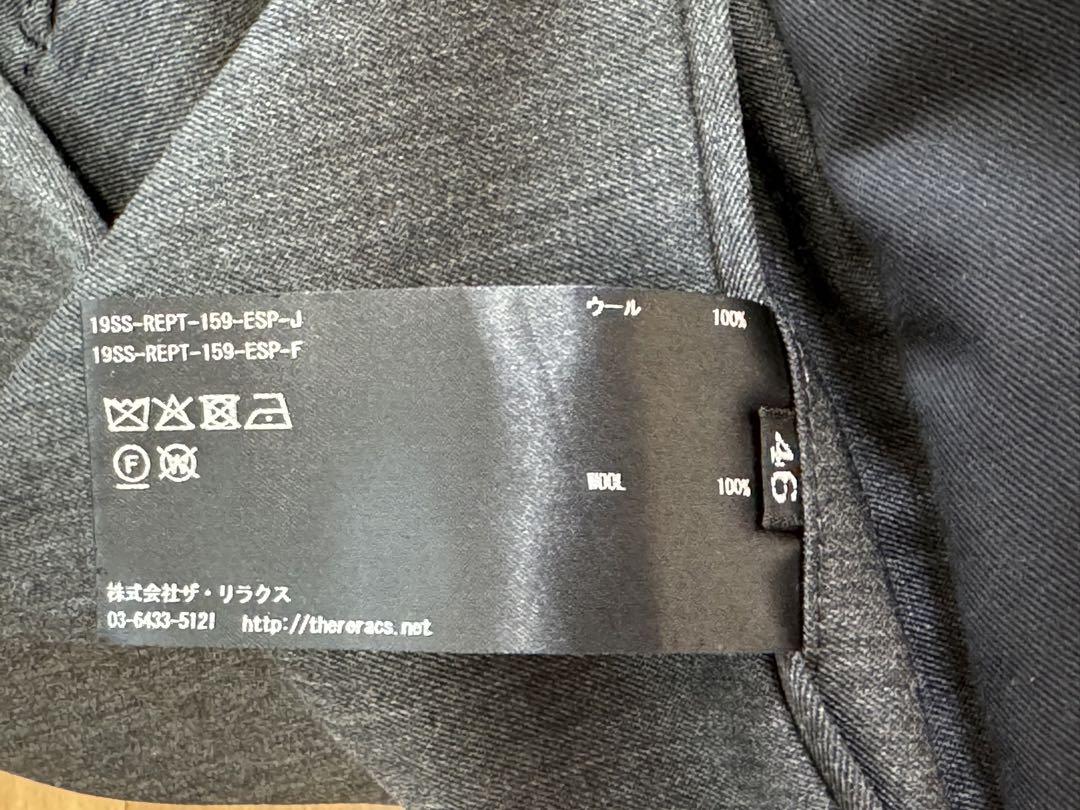 19SS-REPT-159-ESP-J
19SS-REPT-159-ESP-F
ウール 100%
WOOL 100%
46
F
W
株式会社ザ・リラクス
03-6433-5121 http://theroracs.net